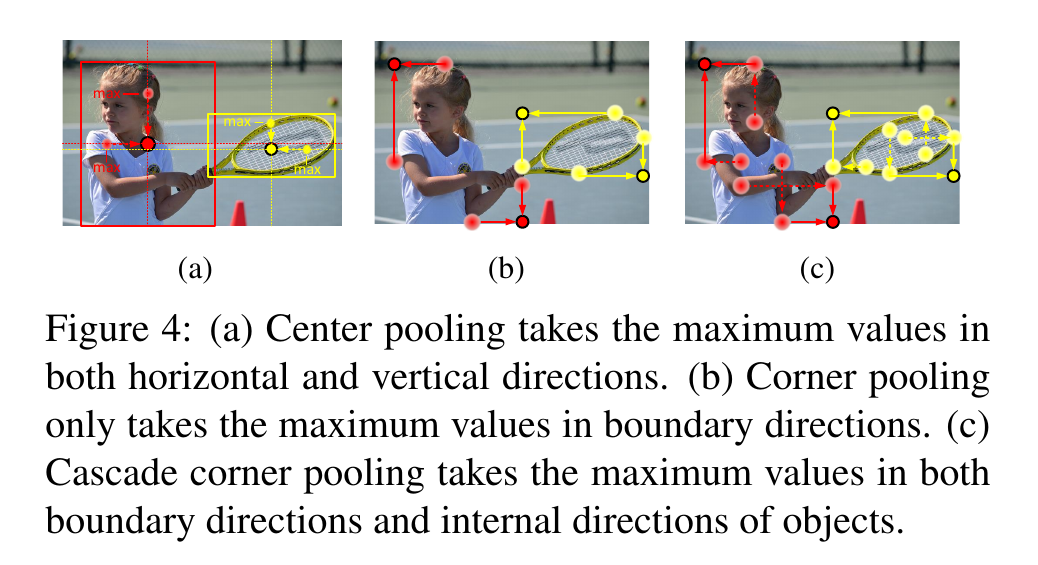 max
max
max
max
(a)
(b)
(c)
Figure 4: (a) Center pooling takes the maximum values in
both horizontal and vertical directions. (b) Corner pooling
only takes the maximum values in boundary directions. (c)
Cascade corner pooling takes the maximum values in both
boundary directions and internal directions of objects.